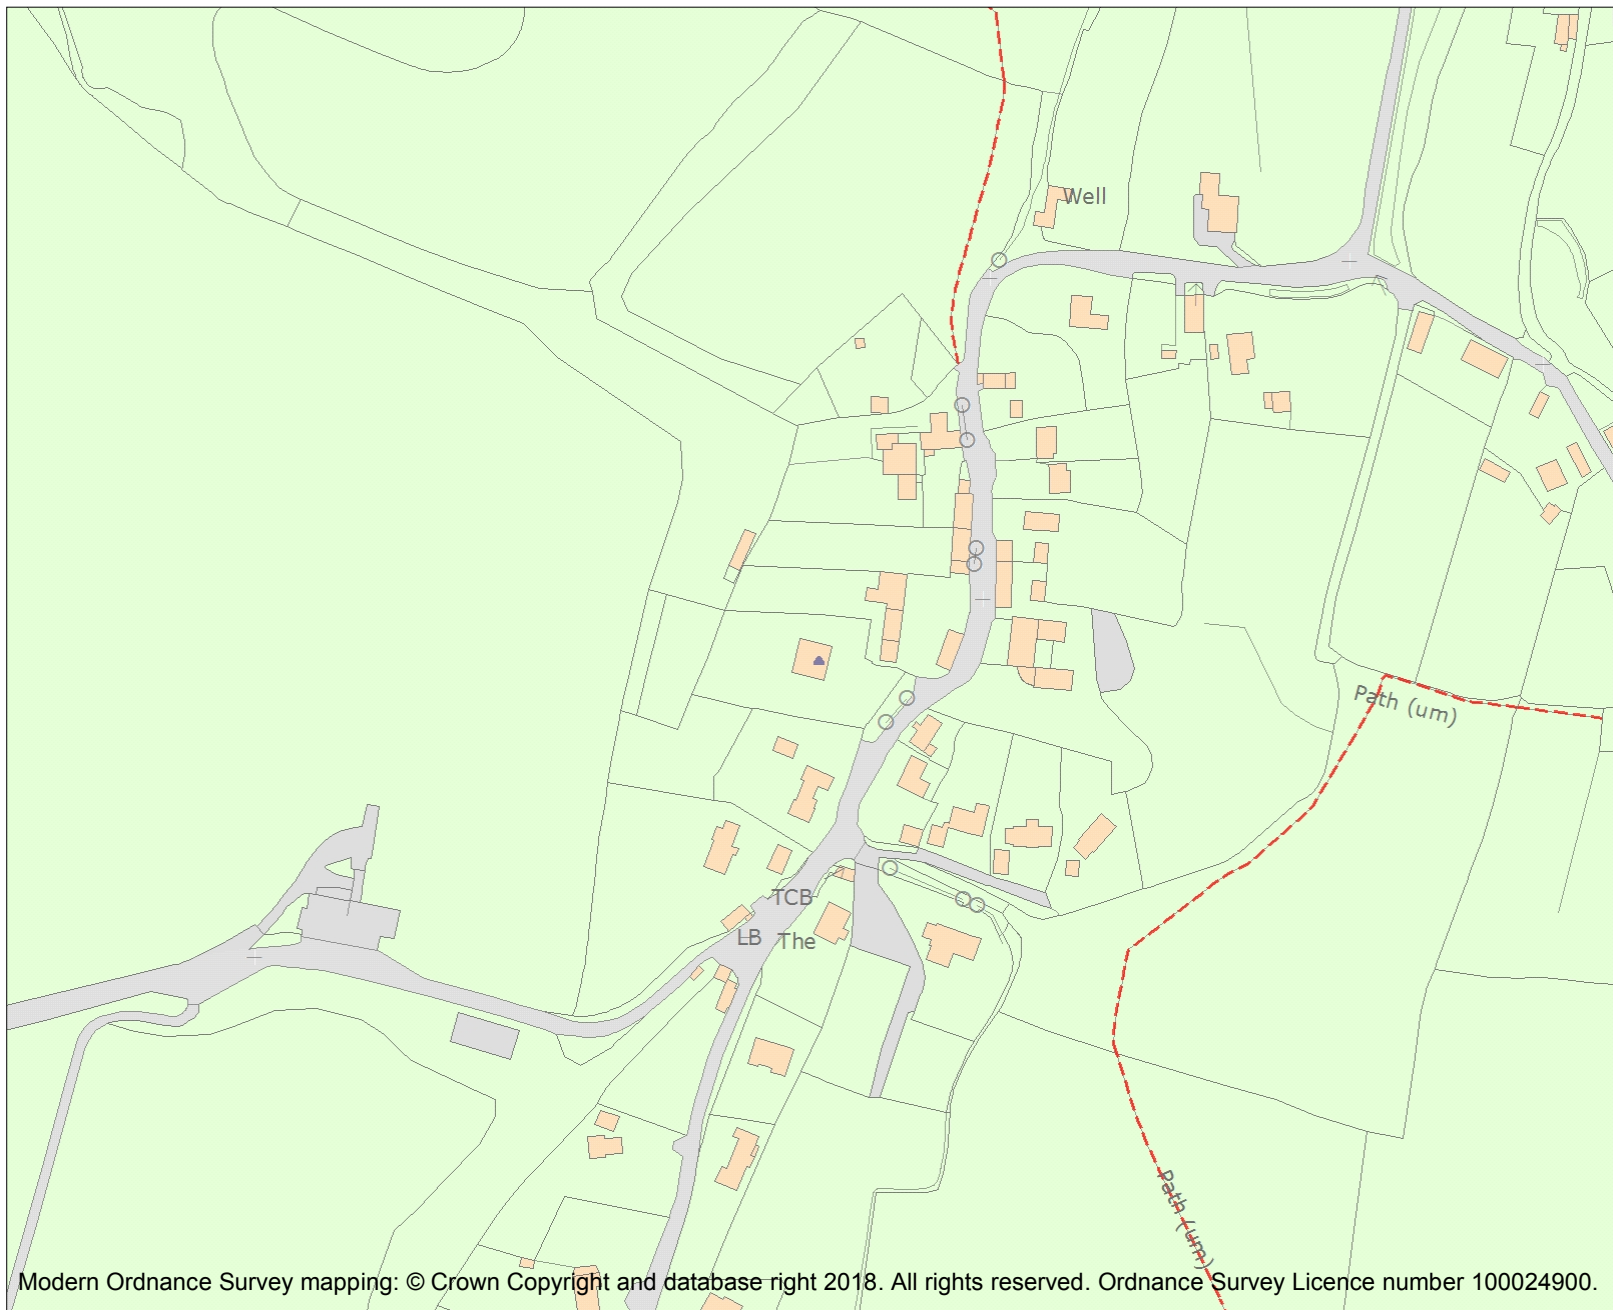 Well
Path (um)
TCB
LB The
Path (um)
Modern Ordnance Survey mapping: © Crown Copyright and database right 2018. All rights reserved. Ordnance Survey Licence number 100024900.